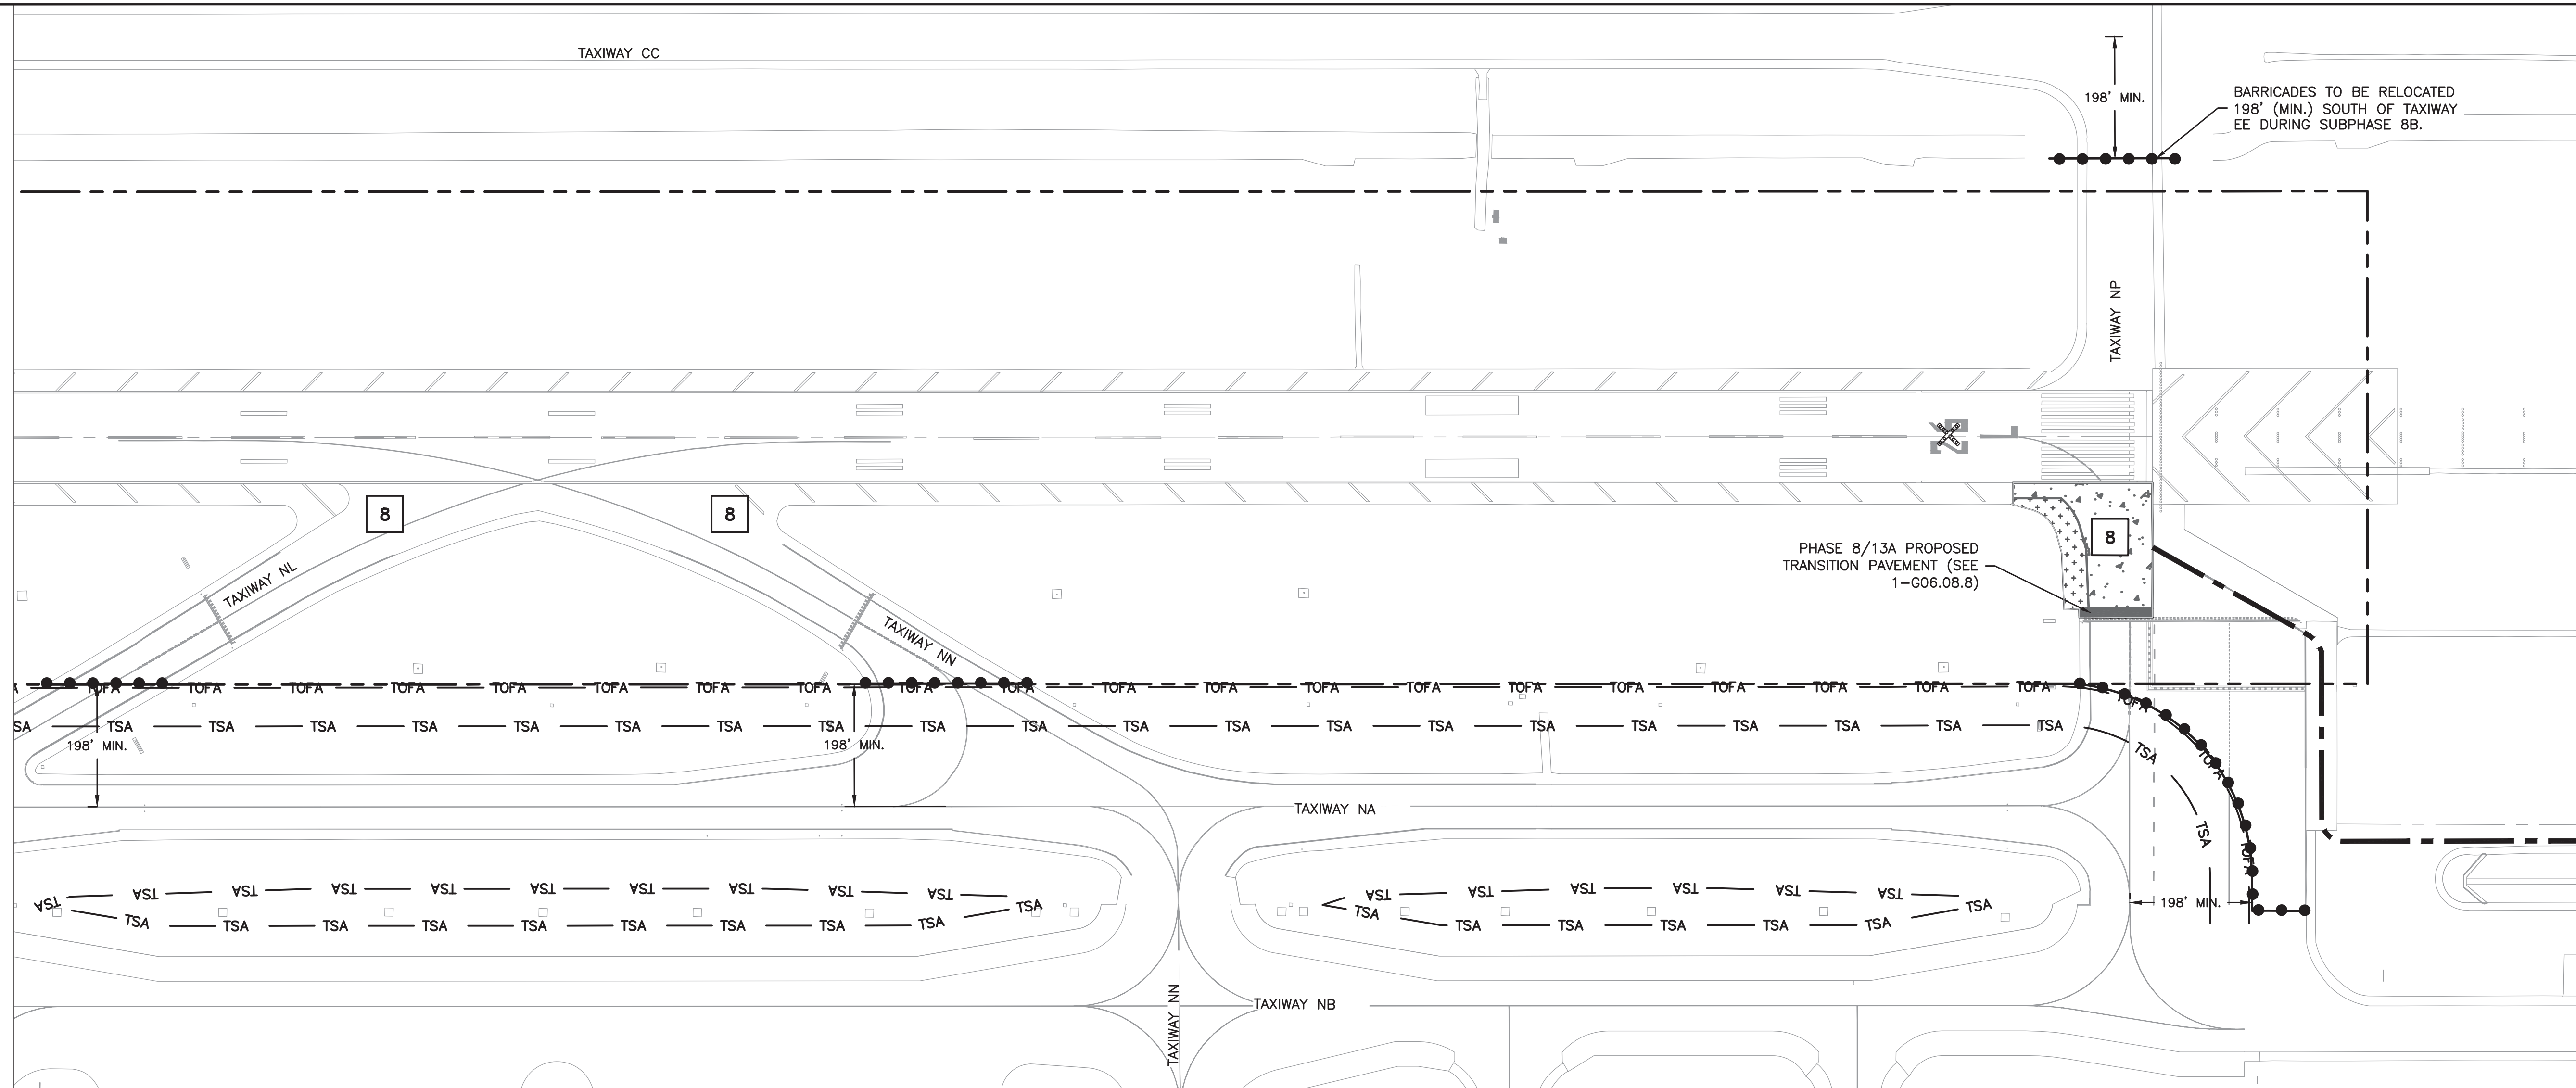 TAXIWAY CC
198' MIN.
BARRICADES TO BE RELOCATED
198' (MIN.) SOUTH OF TAXIWAY
EE DURING SUBPHASE 8B.
TAXIWAY NP
8
8
8
PHASE 8/13A PROPOSED
TRANSITION PAVEMENT (SEE
1-G06.08.8)
TAXIWAY NL
TAXIWAY NN
TOFA TOFA TOFA TOFA TOFA TOFA TOFA TOFA TOFA TOFA TOFA TOFA TOFA TOFA TOFA TOFA TOFA TOFA TOFA TOFA
TOFA
TOFA
TOFA
TSA TSA TSA TSA TSA TSA TSA TSA TSA TSA TSA TSA TSA TSA TSA TSA TSA TSA TSA TSA
TSA
TSA
198' MIN.
198' MIN.
TAXIWAY NA
TSA TSA TSA TSA TSA TSA TSA TSA TSA TSA
TSA TSA TSA TSA TSA TSA TSA TSA TSA TSA
TSA TSA TSA TSA TSA TSA
TSA TSA TSA TSA TSA TSA TSA
198' MIN.
TAXIWAY NN
TAXIWAY NB